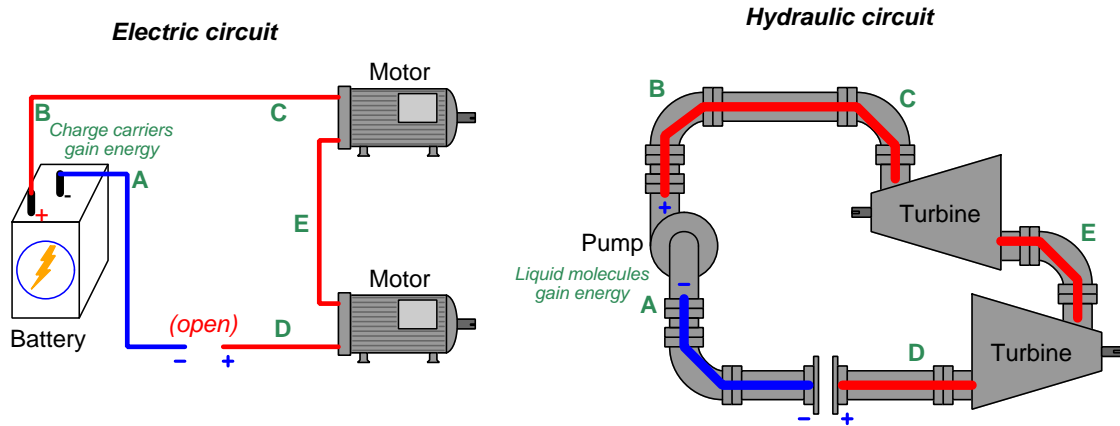 Electric circuit
Motor
B
C
Charge carriers
gain energy
A
-
+
E
Battery
(open)
-
+
D
Motor
Hydraulic circuit
B
C
+
Pump
Turbine
Liquid molecules
gain energy
-
A
E
D
Turbine
-
+